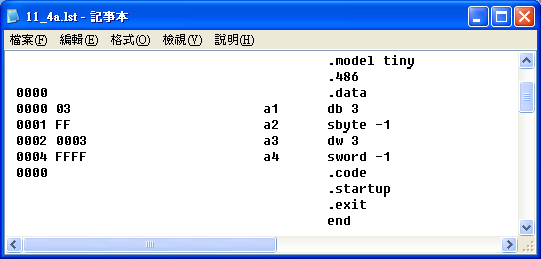 11_4a.lst - 記事本
檔案(F) 編輯(E) 格式(O) 檢視(V) 說明(H)
.model tiny
.486
0000 .data
0000 03 a1 db 3
0001 FF a2 sbyte -1
0002 0003 a3 dw 3
0004 FFFF a4 sword -1
0000 .code
.startup
.exit
end